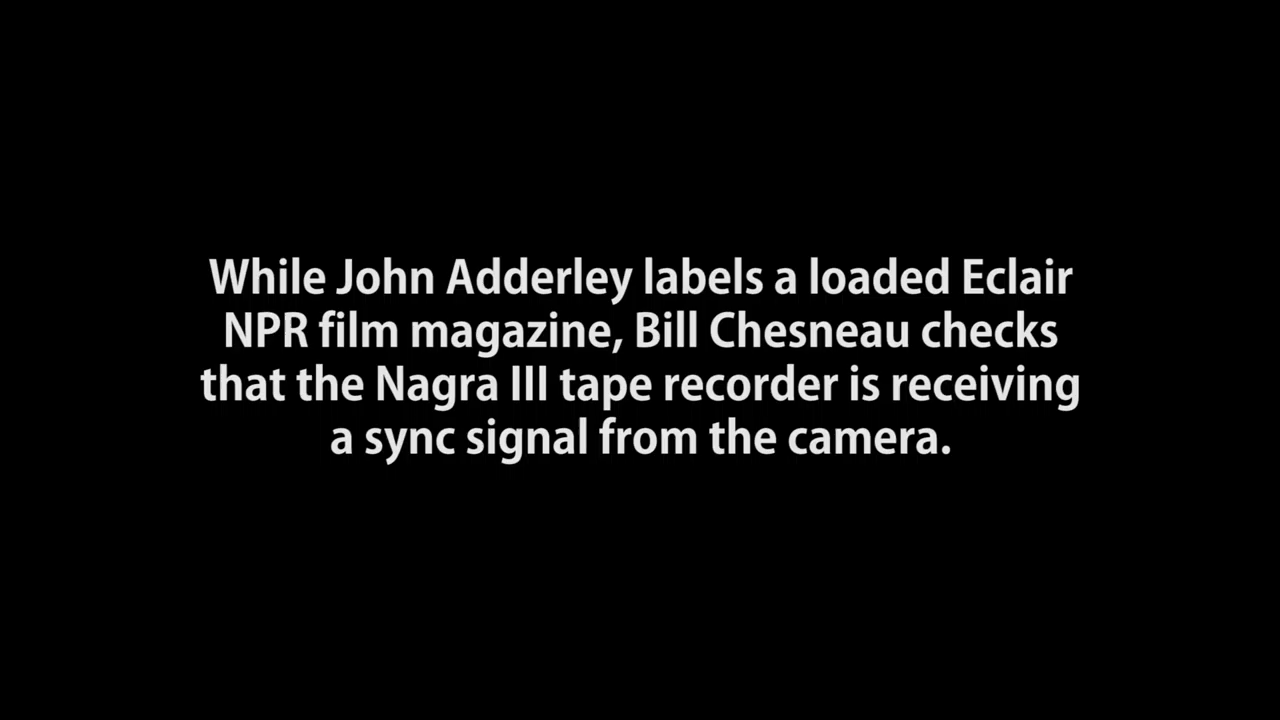 While John Adderley labels a loaded Eclair
NPR film magazine, Bill Chesneau checks
that the Nagra III tape recorder is receiving
a sync signal from the camera.